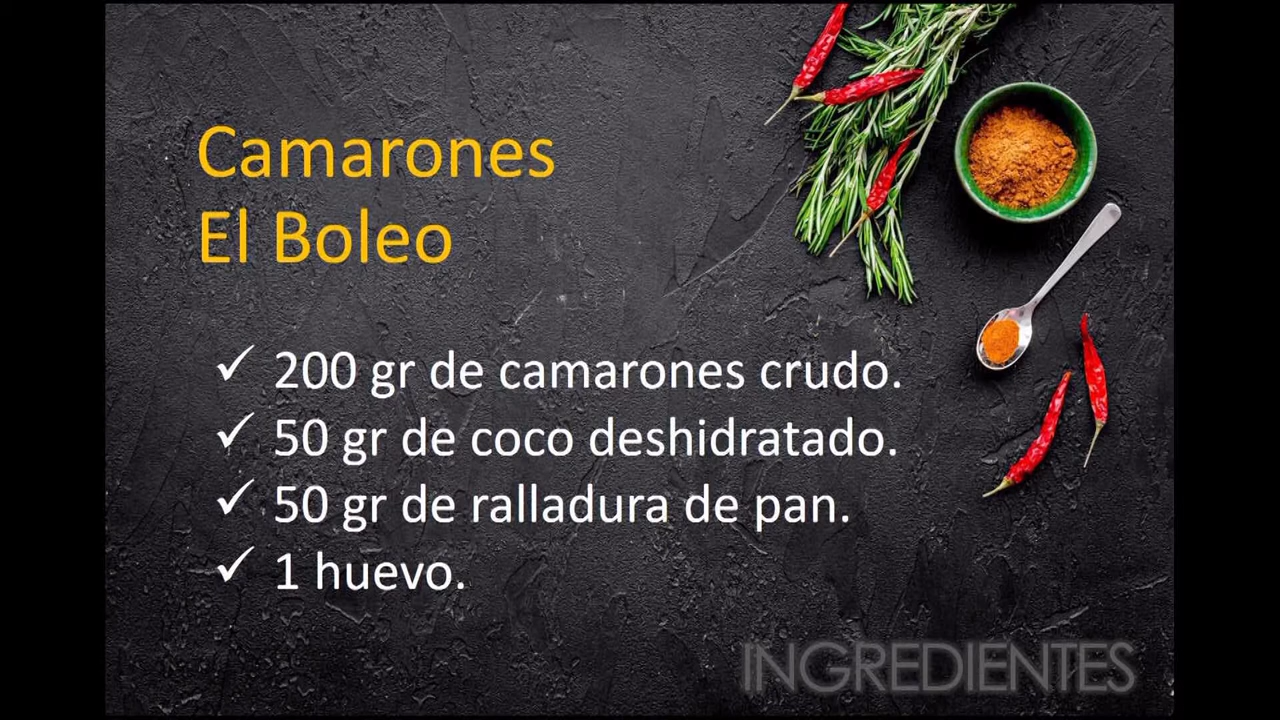 Camarones
El Boleo
✓ 200 gr de camarones crudo.
✓ 50 gr de coco deshidratado.
✓ 50 gr de ralladura de pan.
✓ 1 huevo.
INGREDIENTES